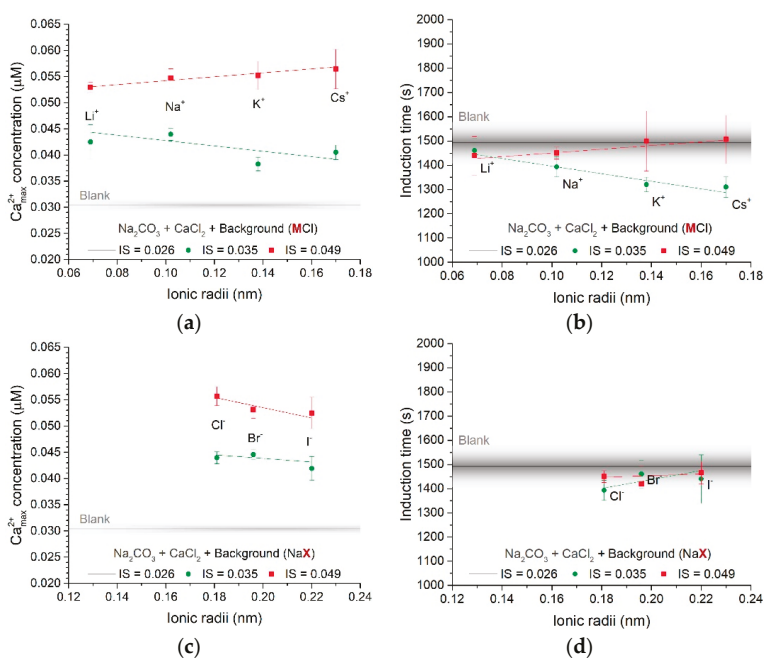 (a)
Ca2+max concentration (μM)
0.065
0.060
0.055
0.050
0.045
0.040
0.035
0.030
0.025
0.020
Li+
Na+
K+
Cs+
Blank
Na2CO3 + CaCl2 + Background (MCl)
IS = 0.026 IS = 0.035 IS = 0.049
0.06 0.08 0.10 0.12 0.14 0.16 0.18
Ionic radii (nm)
(a)
(b)
Induction time (s)
2000
1900
1800
1700
1600
1500
1400
1300
1200
1100
1000
Blank
Li+
Na+
K+
Cs+
Na2CO3 + CaCl2 + Background (MCl)
IS = 0.026 IS = 0.035 IS = 0.049
0.06 0.08 0.10 0.12 0.14 0.16 0.18
Ionic radii (nm)
(b)
(c)
Ca2+max concentration (μM)
0.065
0.060
0.055
0.050
0.045
0.040
0.035
0.030
0.025
0.020
Cl-
Br-
I-
Blank
Na2CO3 + CaCl2 + Background (NaX)
IS = 0.026 IS = 0.035 IS = 0.049
0.12 0.14 0.16 0.18 0.20 0.22 0.24
Ionic radii (nm)
(c)
(d)
Induction time (s)
2000
1900
1800
1700
1600
1500
1400
1300
1200
1100
1000
Blank
Cl-
Br-
I-
Na2CO3 + CaCl2 + Background (NaX)
IS = 0.026 IS = 0.035 IS = 0.049
0.12 0.14 0.16 0.18 0.20 0.22 0.24
Ionic radii (nm)
(d)